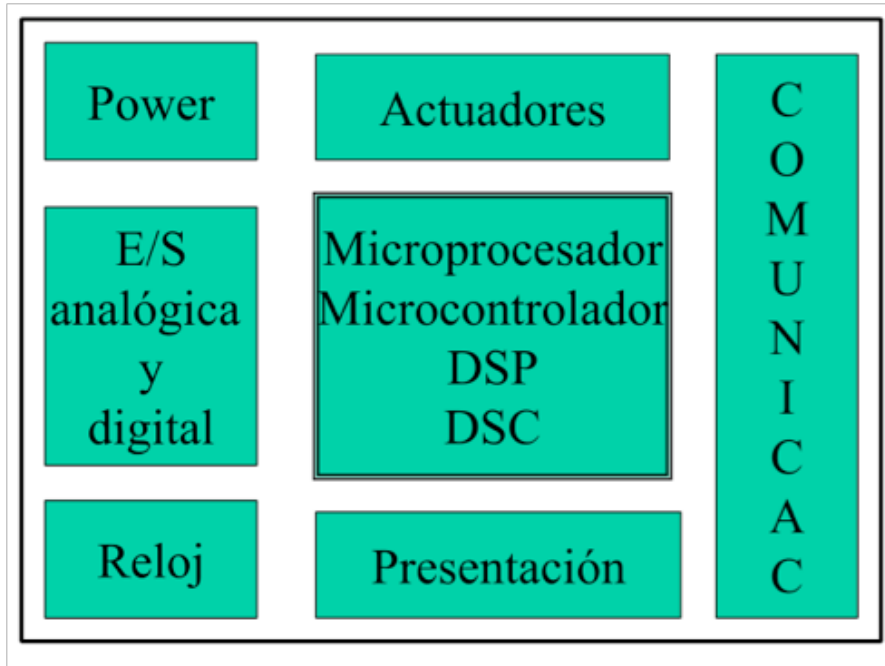 Power
Actuadores
E/S
analógica
y
digital
Microprocesador
Microcontrolador
DSP
DSC
Reloj
Presentación
C
O
M
U
N
I
C
A
C